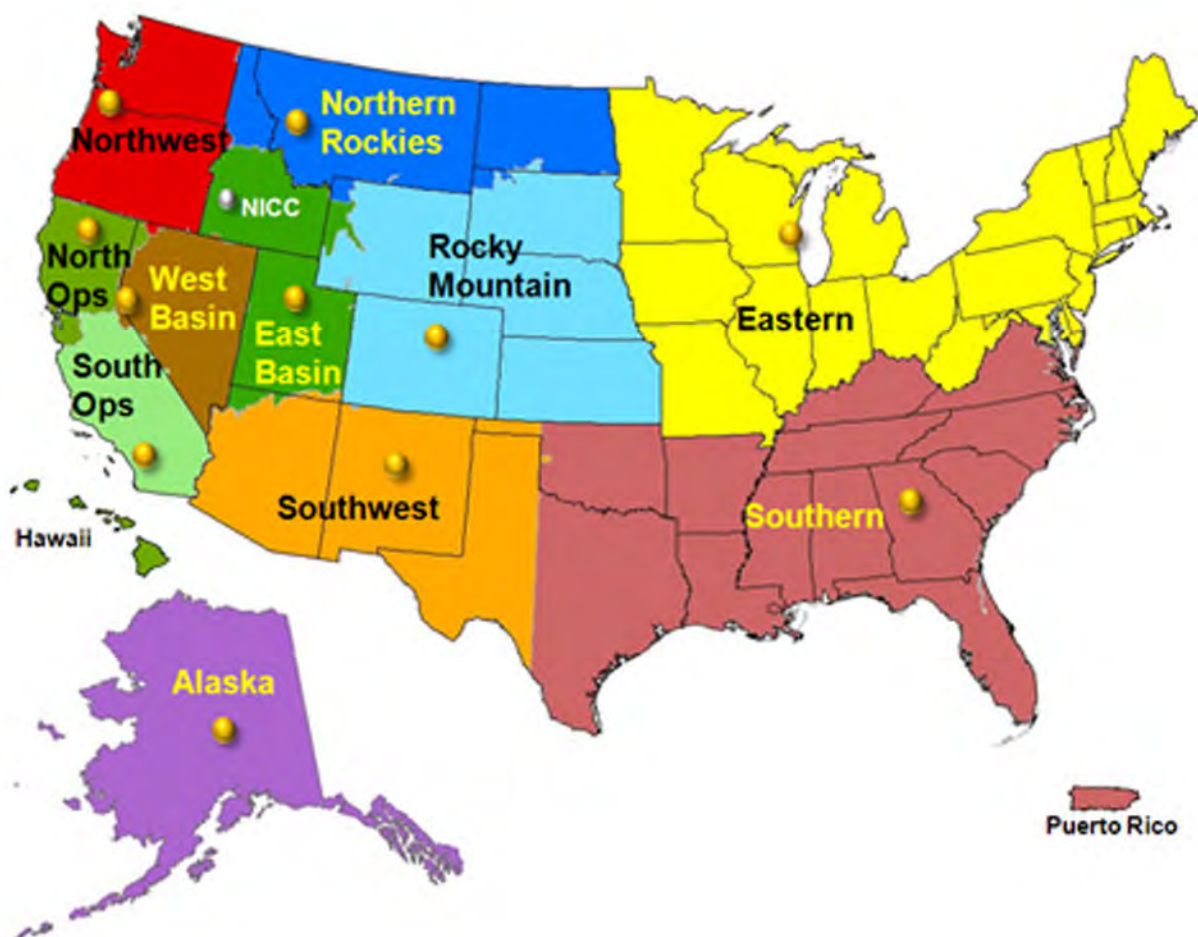 Northern
Rockies
Northwest
NICC
North
Ops
West
Basin
Rocky
Mountain
East
Basin
Eastern
South
Ops
Southwest
Southern
Hawaii
Alaska
Puerto Rico